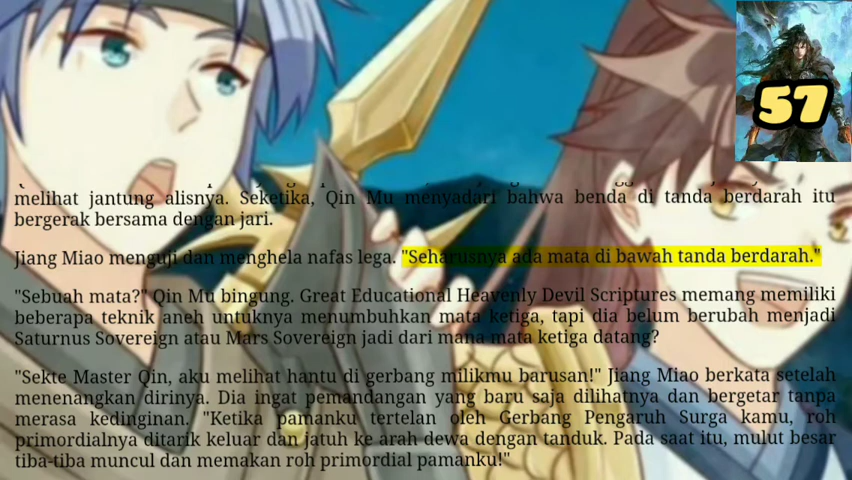 57
melihat jantung alisnya. Seketika, Qin Mu menyadari bahwa benda di tanda berdarah itu
bergerak bersama dengan jari.
Jiang Miao menguji dan menghela nafas lega. "Seharusnya ada mata di bawah tanda berdarah."
"Sebuah mata?" Qin Mu bingung. Great Educational Heavenly Devil Scriptures memang memiliki
beberapa teknik aneh untuknya menumbuhkan mata ketiga, tapi dia belum berubah menjadi
Saturnus Sovereign atau Mars Sovereign jadi dari mana mata ketiga datang?
"Sekte Master Qin, aku melihat hantu di gerbang milikmu barusan!" Jiang Miao berkata setelah
menenangkan dirinya. Dia ingat pemandangan yang baru saja dilihatnya dan bergetar tanpa
merasa kedinginan. "Ketika pamanku tertelan oleh Gerbang Pengaruh Surga kamu, roh
primordialnya ditarik keluar dan jatuh ke arah dewa dengan tanduk. Pada saat itu, mulut besar
tiba-tiba muncul dan memakan roh primordial pamanku!"